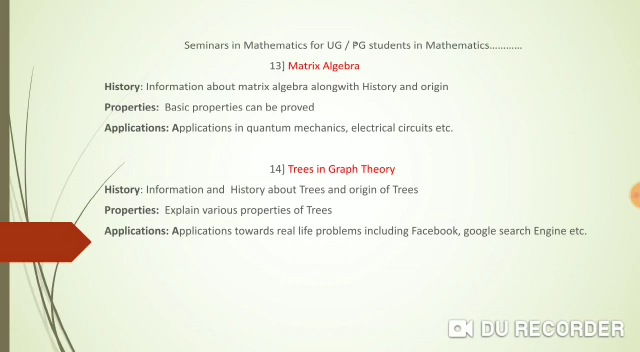 Seminars in Mathematics for UG / PG students in Mathematics…………
13] Matrix Algebra
History: Information about matrix algebra alongwith History and origin
Properties: Basic properties can be proved
Applications: Applications in quantum mechanics, electrical circuits etc.
14] Trees in Graph Theory
History: Information and History about Trees and origin of Trees
Properties: Explain various properties of Trees
Applications: Applications towards real life problems including Facebook, google search Engine etc.
DU RECORDER